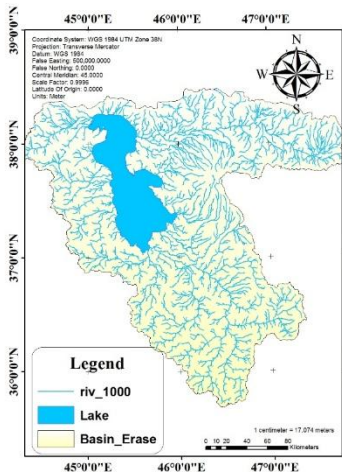 45°0'0"E 46°0'0"E 47°0'0"E
39°0'0"N
38°0'0"N
37°0'0"N
36°0'0"N
Coordinate System: WGS 1984 UTM Zone 38N
Projection: Transverse Mercator
Datum: WGS 1984
False Easting: 500,000.0000
False Northing: 0.0000
Central Meridian: 45.0000
Scale Factor: 0.9996
Latitude Of Origin: 0.0000
Units: Meter
N
W E
S
Legend
riv_1000
Lake
Basin_Erase
1 centimeter = 17,074 meters
0 10 20 40 60 80
Kilometers
45°0'0"E 46°0'0"E 47°0'0"E